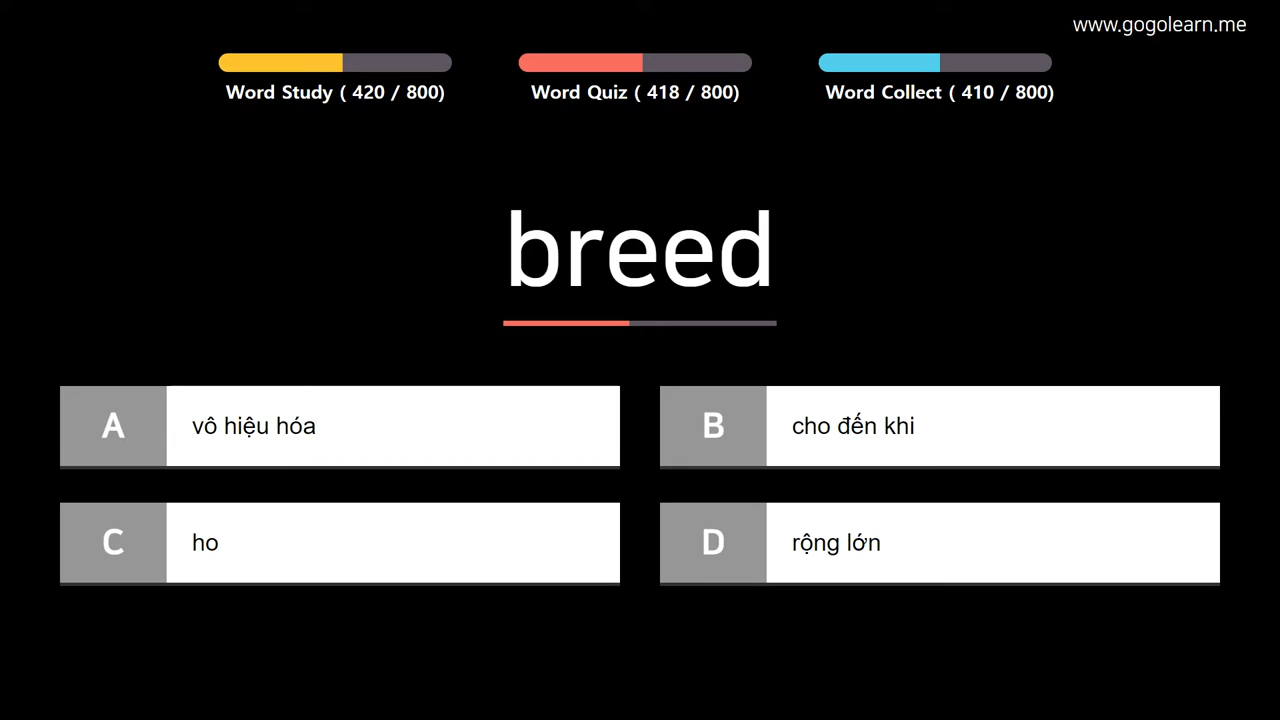 www.gogolearn.me
Word Study ( 420 / 800)
Word Quiz ( 418 / 800)
Word Collect ( 410 / 800)
breed
A vô hiệu hóa
B cho đến khi
C ho
D rộng lớn